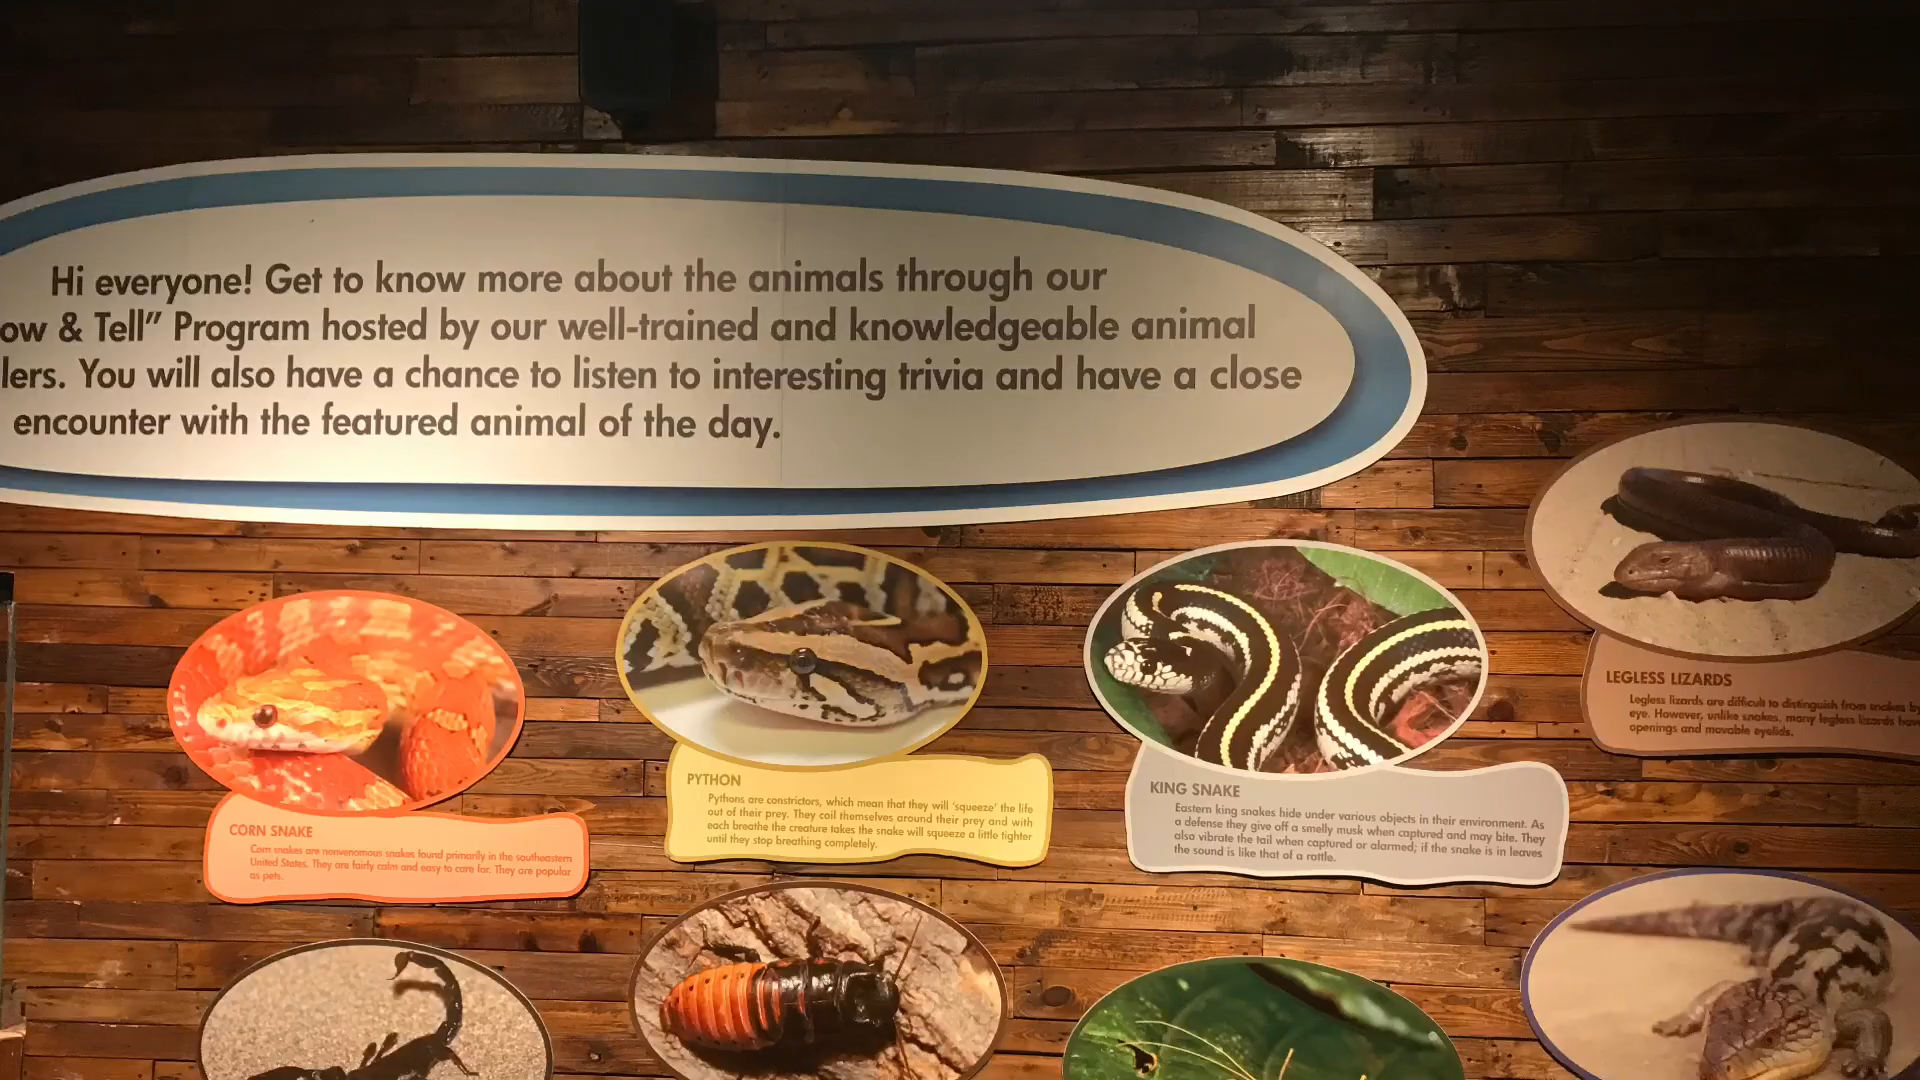 Hi everyone! Get to know more about the animals through our
ow & Tell” Program hosted by our well-trained and knowledgeable animal
lers. You will also have a chance to listen to interesting trivia and have a close
encounter with the featured animal of the day.
LEGLESS LIZARDS
Legless lizards are difficult to distinguish from snakes by
eye. However, unlike snakes, many legless lizards have
openings and movable eyelids.
PYTHON
Pythons are constrictors, which mean that they will ‘squeeze’ the life
out of their prey. They coil themselves around their prey and with
each breathe the creature takes the snake will squeeze a little tighter
until they stop breathing completely.
KING SNAKE
Eastern king snakes hide under various objects in their environment. As
a defense they give off a smelly musk when captured and may bite. They
also vibrate the tail when captured or alarmed; if the snake is in leaves
the sound is like that of a rattle.
CORN SNAKE
Corn snakes are nonvenomous snakes found primarily in the southeastern
United States. They are fairly calm and easy to care for. They are popular
as pets.